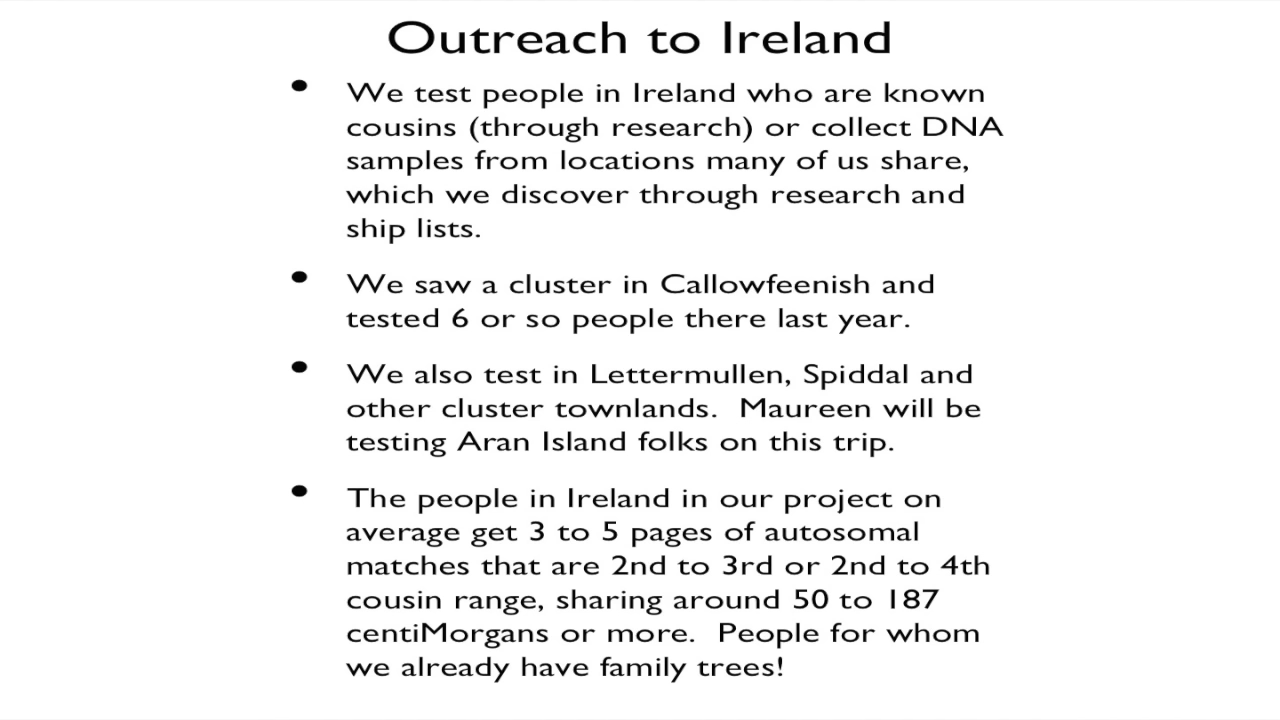 Outreach to Ireland
• We test people in Ireland who are known
cousins (through research) or collect DNA
samples from locations many of us share,
which we discover through research and
ship lists.
• We saw a cluster in Callowfeenish and
tested 6 or so people there last year.
• We also test in Lettermullen, Spiddal and
other cluster townlands.  Maureen will be
testing Aran Island folks on this trip.
• The people in Ireland in our project on
average get 3 to 5 pages of autosomal
matches that are 2nd to 3rd or 2nd to 4th
cousin range, sharing around 50 to 187
centiMorgans or more.  People for whom
we already have family trees!